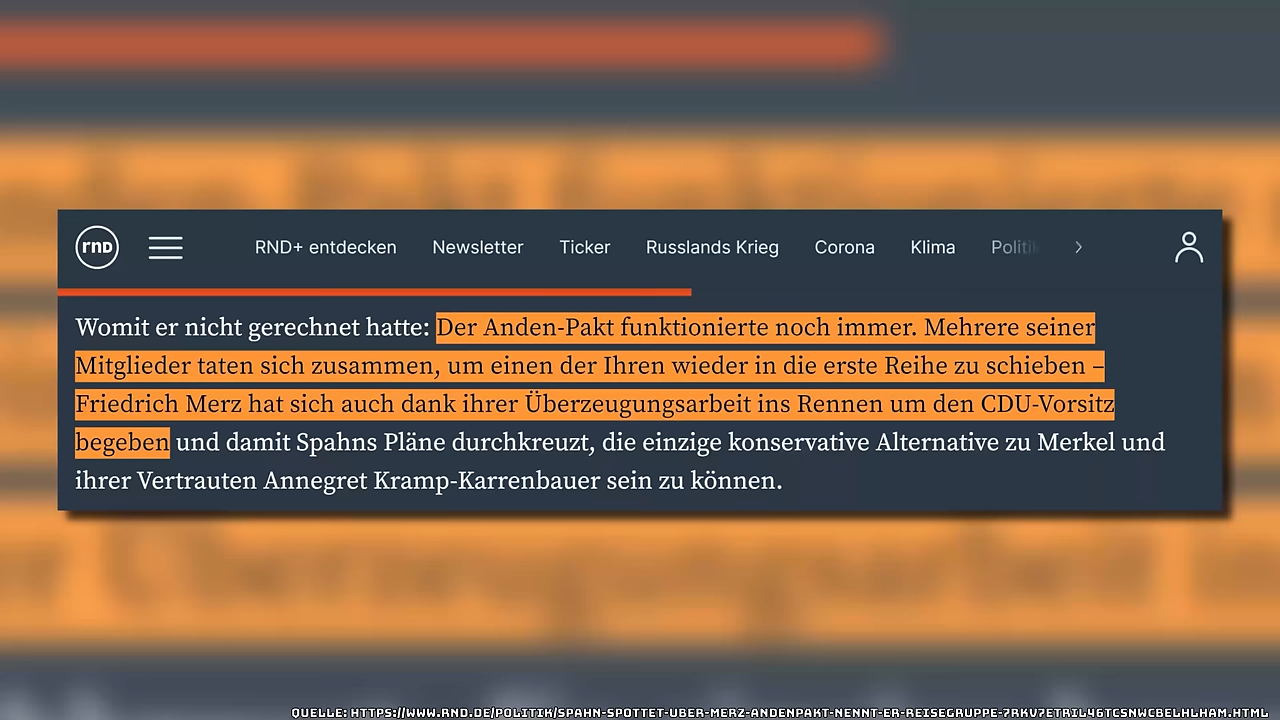 rnd
RND+ entdecken Newsletter Ticker Russlands Krieg Corona Klima Politik
Womit er nicht gerechnet hatte: Der Anden-Pakt funktionierte noch immer. Mehrere seiner
Mitglieder taten sich zusammen, um einen der Ihren wieder in die erste Reihe zu schieben –
Friedrich Merz hat sich auch dank ihrer Überzeugungsarbeit ins Rennen um den CDU-Vorsitz
begeben und damit Spahns Pläne durchkreuzt, die einzige konservative Alternative zu Merkel und
ihrer Vertrauten Annegret Kramp-Karrenbauer sein zu können.
QUELLE: HTTPS://WWW.RND.DE/POLITIK/SPAHN-SPOTTET-UBER-MERZ-ANDENPAKT-NENNT-ER-REISEGRUPPE-7RKV7ETRIL46TCSNWCBELHLHAM.HTML